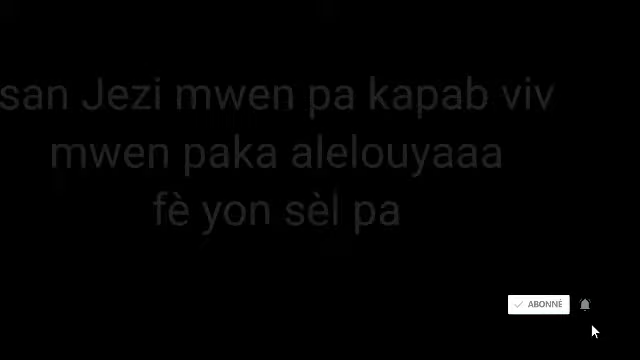 san Jezi mwen pa kapab viv
mwen paka alelouyaaa
fè yon sèl pa
ABONNÉ